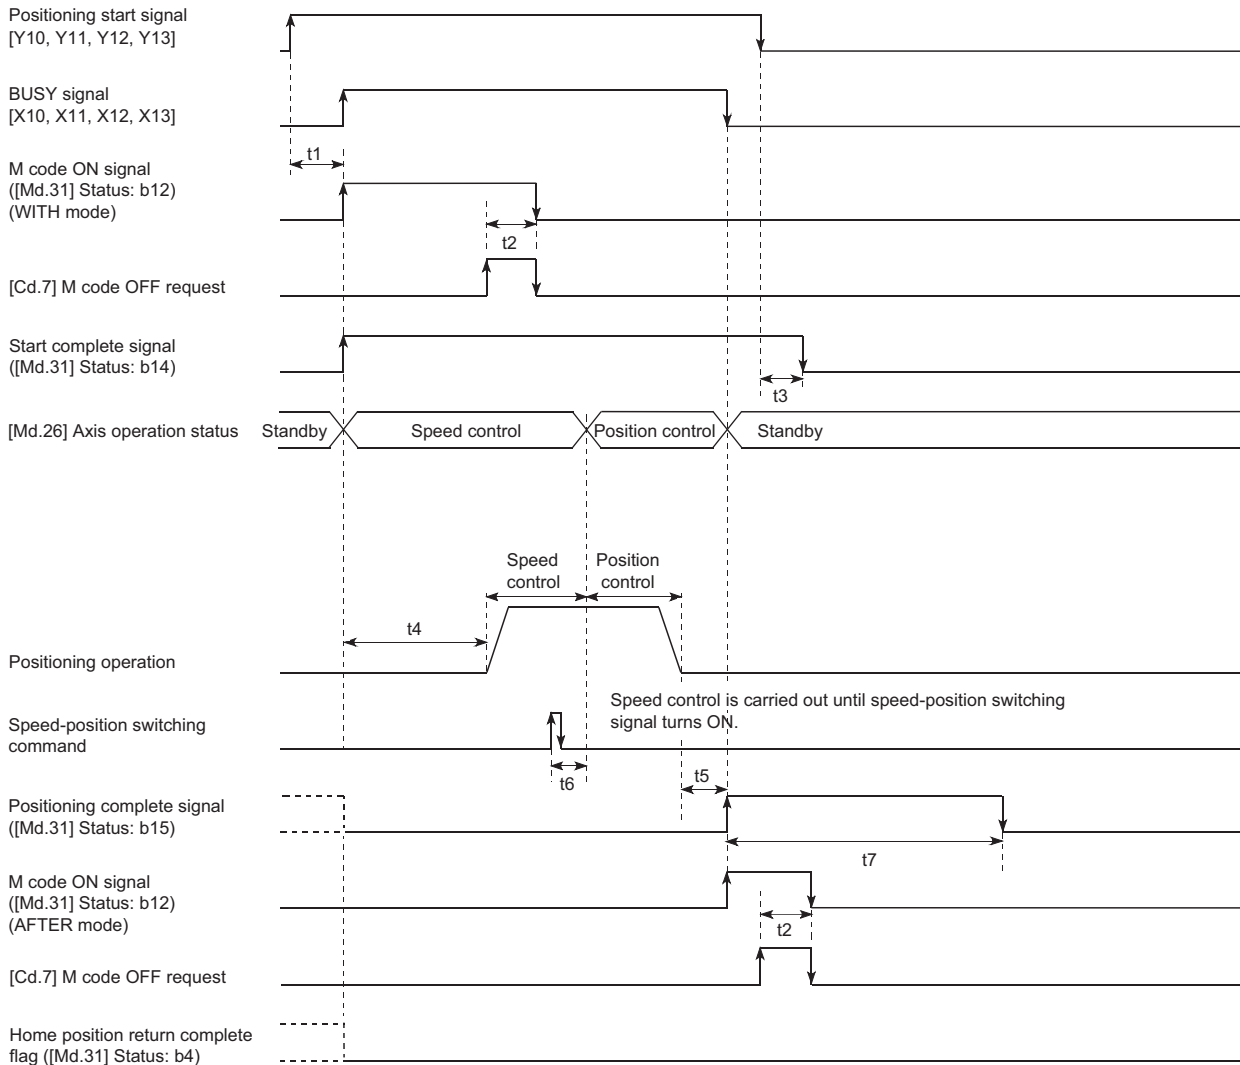 Positioning start signal
[Y10, Y11, Y12, Y13]
BUSY signal
[X10, X11, X12, X13]
t1
M code ON signal
([Md.31] Status: b12)
(WITH mode)
t2
[Cd.7] M code OFF request
Start complete signal
([Md.31] Status: b14)
t3
[Md.26] Axis operation status
Standby
Speed control
Position control
Standby
Speed
control
Position
control
t4
Positioning operation
Speed control is carried out until speed-position switching
signal turns ON.
Speed-position switching
command
t6
t5
Positioning complete signal
([Md.31] Status: b15)
t7
M code ON signal
([Md.31] Status: b12)
(AFTER mode)
t2
[Cd.7] M code OFF request
Home position return complete
flag ([Md.31] Status: b4)